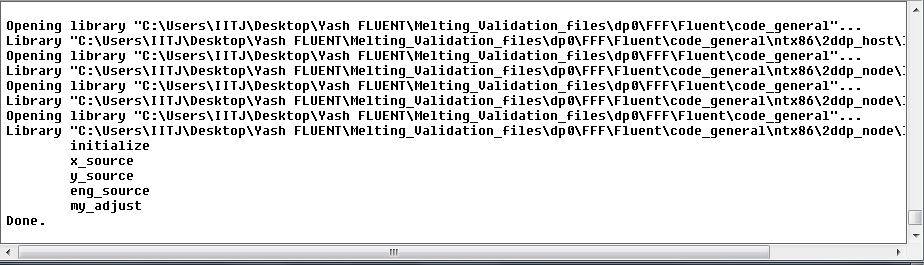 Opening library "C:\Users\IITJ\Desktop\Yash FLUENT\Melting_Validation_files\dp0\FFF\Fluent\code_general"...
Library "C:\Users\IITJ\Desktop\Yash FLUENT\Melting_Validation_files\dp0\FFF\Fluent\code_general\ntx86\2ddp_host\
Opening library "C:\Users\IITJ\Desktop\Yash FLUENT\Melting_Validation_files\dp0\FFF\Fluent\code_general"...
Library "C:\Users\IITJ\Desktop\Yash FLUENT\Melting_Validation_files\dp0\FFF\Fluent\code_general\ntx86\2ddp_node\
Opening library "C:\Users\IITJ\Desktop\Yash FLUENT\Melting_Validation_files\dp0\FFF\Fluent\code_general"...
Library "C:\Users\IITJ\Desktop\Yash FLUENT\Melting_Validation_files\dp0\FFF\Fluent\code_general\ntx86\2ddp_node\
Opening library "C:\Users\IITJ\Desktop\Yash FLUENT\Melting_Validation_files\dp0\FFF\Fluent\code_general"...
Library "C:\Users\IITJ\Desktop\Yash FLUENT\Melting_Validation_files\dp0\FFF\Fluent\code_general\ntx86\2ddp_node\
initialize
x_source
y_source
eng_source
my_adjust
Done.